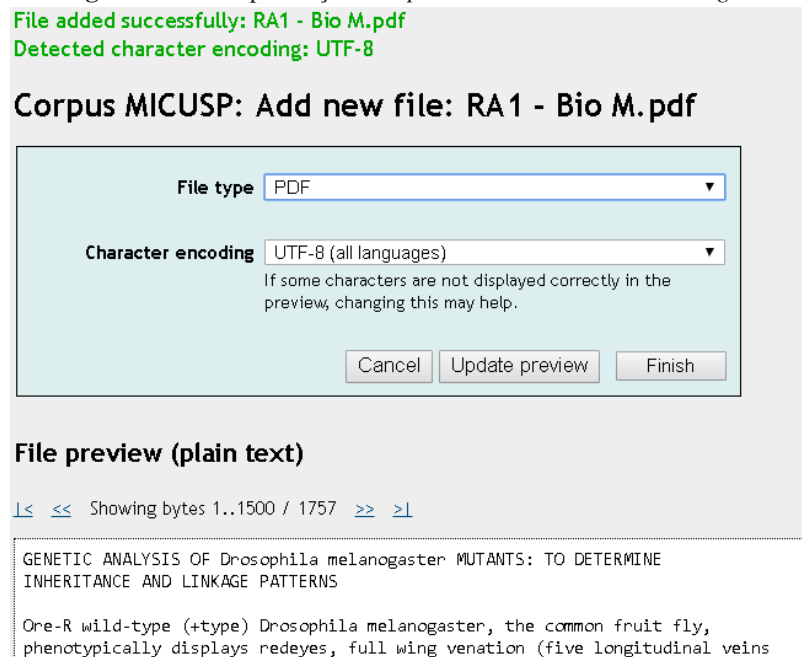 File added successfully: RA1 - Bio M.pdf
Detected character encoding: UTF-8
Corpus MICUSP: Add new file: RA1 - Bio M.pdf
File type PDF
Character encoding UTF-8 (all languages)
If some characters are not displayed correctly in the
preview, changing this may help.
Cancel Update preview Finish
File preview (plain text)
|< << Showing bytes 1..1500 / 1757 >> >|
GENETIC ANALYSIS OF Drosophila melanogaster MUTANTS: TO DETERMINE
INHERITANCE AND LINKAGE PATTERNS
Ore-R wild-type (+type) Drosophila melanogaster, the common fruit fly,
phenotypically displays redeyes, full wing venation (five longitudinal veins